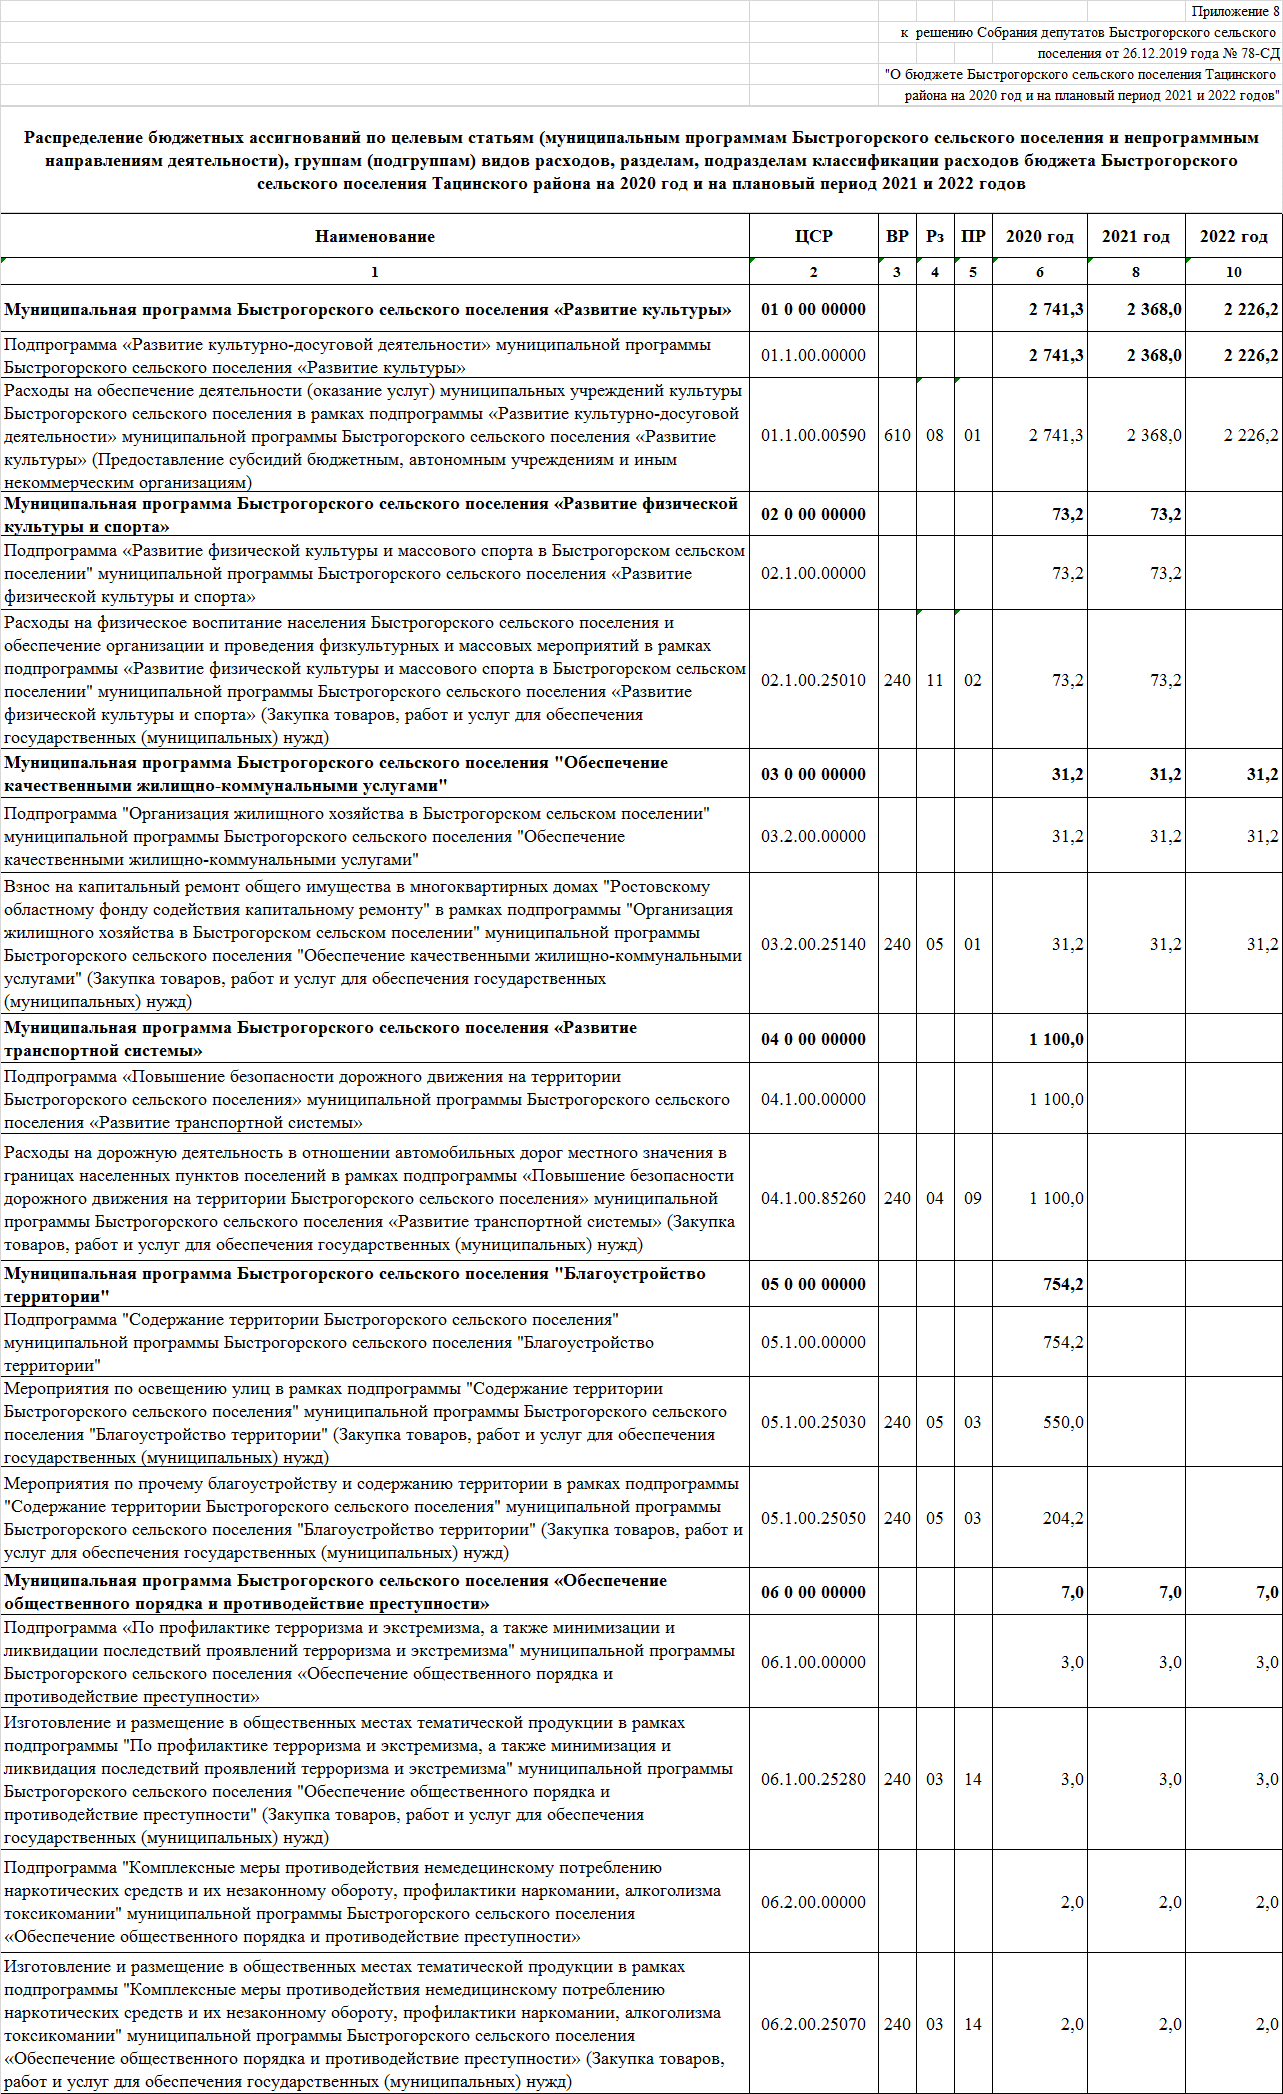 Приложение 8
к решению Собрания депутатов Быстрогорского сельского
поселения от 26.12.2019 года № 78-СД
"О бюджете Быстрогорского сельского поселения Тацинского
района на 2020 год и на плановый период 2021 и 2022 годов"
Распределение бюджетных ассигнований по целевым статьям (муниципальным программам Быстрогорского сельского поселения и непрограммным
направлениям деятельности), группам (подгруппам) видов расходов, разделам, подразделам классификации расходов бюджета Быстрогорского
сельского поселения Тацинского района на 2020 год и на плановый период 2021 и 2022 годов
Наименование ЦСР ВР Рз ПР 2020 год 2021 год 2022 год
1 2 3 4 5 6 8 10
Муниципальная программа Быстрогорского сельского поселения «Развитие культуры» 01 0 00 00000 2 741,3 2 368,0 2 226,2
Подпрограмма «Развитие культурно-досуговой деятельности» муниципальной программы
Быстрогорского сельского поселения «Развитие культуры»
01.1.00.00000 2 741,3 2 368,0 2 226,2
Расходы на обеспечение деятельности (оказание услуг) муниципальных учреждений культуры
Быстрогорского сельского поселения в рамках подпрограммы «Развитие культурно-досуговой
деятельности» муниципальной программы Быстрогорского сельского поселения «Развитие
культуры» (Предоставление субсидий бюджетным, автономным учреждениям и иным
некоммерческим организациям)
01.1.00.00590 610 08 01 2 741,3 2 368,0 2 226,2
Муниципальная программа Быстрогорского сельского поселения «Развитие физической
культуры и спорта»
02 0 00 00000 73,2 73,2
Подпрограмма «Развитие физической культуры и массового спорта в Быстрогорском сельском
поселении" муниципальной программы Быстрогорского сельского поселения «Развитие
физической культуры и спорта»
02.1.00.00000 73,2 73,2
Расходы на физическое воспитание населения Быстрогорского сельского поселения и
обеспечение организации и проведения физкультурных и массовых мероприятий в рамках
подпрограммы «Развитие физической культуры и массового спорта в Быстрогорском сельском
поселении" муниципальной программы Быстрогорского сельского поселения «Развитие
физической культуры и спорта» (Закупка товаров, работ и услуг для обеспечения
государственных (муниципальных) нужд)
02.1.00.25010 240 11 02 73,2 73,2
Муниципальная программа Быстрогорского сельского поселения "Обеспечение
качественными жилищно-коммунальными услугами"
03 0 00 00000 31,2 31,2 31,2
Подпрограмма "Организация жилищного хозяйства в Быстрогорском сельском поселении"
муниципальной программы Быстрогорского сельского поселения "Обеспечение
качественными жилищно-коммунальными услугами"
03.2.00.00000 31,2 31,2 31,2
Взнос на капитальный ремонт общего имущества в многоквартирных домах "Ростовскому
областному фонду содействия капитальному ремонту" в рамках подпрограммы "Организация
жилищного хозяйства в Быстрогорском сельском поселении" муниципальной программы
Быстрогорского сельского поселения "Обеспечение качественными жилищно-коммунальными
услугами" (Закупка товаров, работ и услуг для обеспечения государственных
(муниципальных) нужд)
03.2.00.25140 240 05 01 31,2 31,2 31,2
Муниципальная программа Быстрогорского сельского поселения «Развитие
транспортной системы»
04 0 00 00000 1 100,0
Подпрограмма «Повышение безопасности дорожного движения на территории
Быстрогорского сельского поселения» муниципальной программы Быстрогорского сельского
поселения «Развитие транспортной системы»
04.1.00.00000 1 100,0
Расходы на дорожную деятельность в отношении автомобильных дорог местного значения в
границах населенных пунктов поселений в рамках подпрограммы «Повышение безопасности
дорожного движения на территории Быстрогорского сельского поселения» муниципальной
программы Быстрогорского сельского поселения «Развитие транспортной системы» (Закупка
товаров, работ и услуг для обеспечения государственных (муниципальных) нужд)
04.1.00.85260 240 04 09 1 100,0
Муниципальная программа Быстрогорского сельского поселения "Благоустройство
территории"
05 0 00 00000 754,2
Подпрограмма "Содержание территории Быстрогорского сельского поселения"
муниципальной программы Быстрогорского сельского поселения "Благоустройство
территории"
05.1.00.00000 754,2
Мероприятия по освещению улиц в рамках подпрограммы "Содержание территории
Быстрогорского сельского поселения" муниципальной программы Быстрогорского сельского
поселения "Благоустройство территории" (Закупка товаров, работ и услуг для обеспечения
государственных (муниципальных) нужд)
05.1.00.25030 240 05 03 550,0
Мероприятия по прочему благоустройству и содержанию территории в рамках подпрограммы
"Содержание территории Быстрогорского сельского поселения" муниципальной программы
Быстрогорского сельского поселения "Благоустройство территории" (Закупка товаров, работ и
услуг для обеспечения государственных (муниципальных) нужд)
05.1.00.25050 240 05 03 204,2
Муниципальная программа Быстрогорского сельского поселения «Обеспечение
общественного порядка и противодействие преступности»
06 0 00 00000 7,0 7,0 7,0
Подпрограмма «По профилактике терроризма и экстремизма, а также минимизации и
ликвидации последствий проявлений терроризма и экстремизма" муниципальной программы
Быстрогорского сельского поселения «Обеспечение общественного порядка и
противодействие преступности»
06.1.00.00000 3,0 3,0 3,0
Изготовление и размещение в общественных местах тематической продукции в рамках
подпрограммы "По профилактике терроризма и экстремизма, а также минимизация и
ликвидация последствий проявлений терроризма и экстремизма" муниципальной программы
Быстрогорского сельского поселения "Обеспечение общественного порядка и
противодействие преступности" (Закупка товаров, работ и услуг для обеспечения
государственных (муниципальных) нужд)
06.1.00.25280 240 03 14 3,0 3,0 3,0
Подпрограмма "Комплексные меры противодействия немедецинскому потреблению
наркотических средств и их незаконному обороту, профилактики наркомании, алкоголизма
токсикомании" муниципальной программы Быстрогорского сельского поселения
«Обеспечение общественного порядка и противодействие преступности»
06.2.00.00000 2,0 2,0 2,0
Изготовление и размещение в общественных местах тематической продукции в рамках
подпрограммы "Комплексные меры противодействия немедицинскому потреблению
наркотических средств и их незаконному обороту, профилактики наркомании, алкоголизма
токсикомании" муниципальной программы Быстрогорского сельского поселения
«Обеспечение общественного порядка и противодействие преступности» (Закупка товаров,
работ и услуг для обеспечения государственных (муниципальных) нужд)
06.2.00.25070 240 03 14 2,0 2,0 2,0